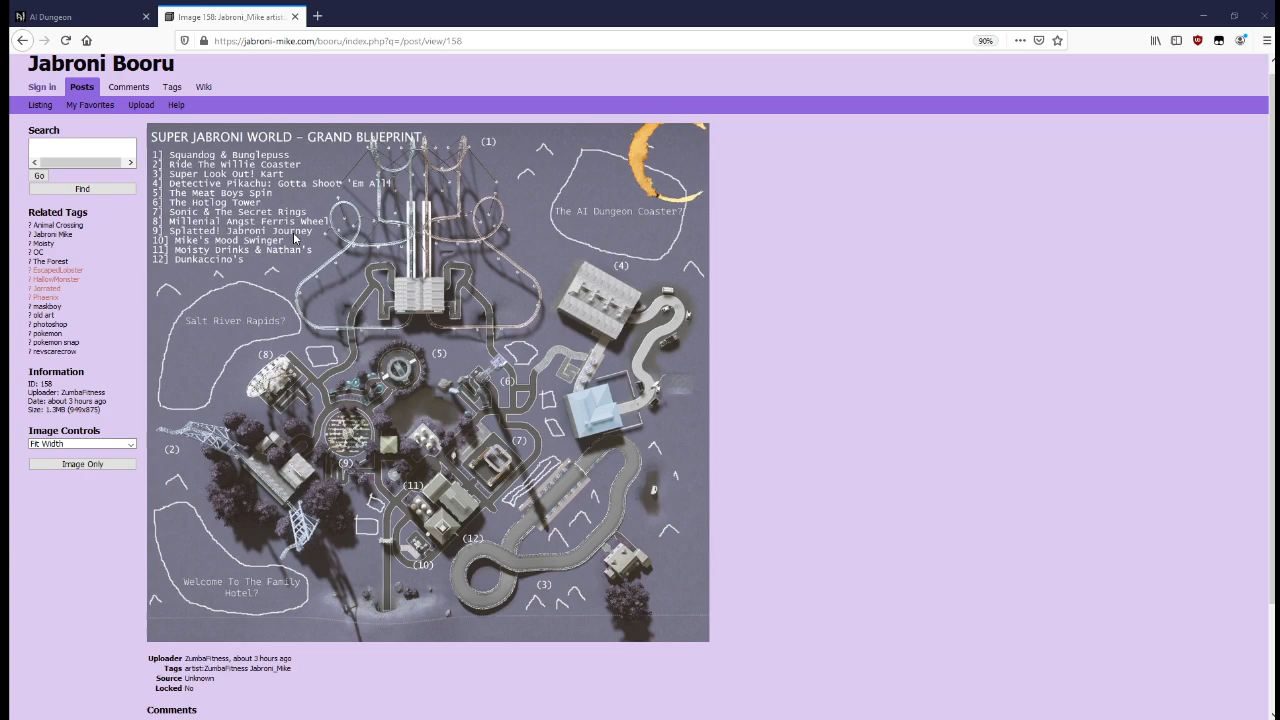 AI Dungeon
Image 158: Jabroni_Mike artist:
https://jabroni-mike.com/booru/index.php?q=/post/view/158
90%
Jabroni Booru
Sign in Posts Comments Tags Wiki
Listing My Favorites Upload Help
Search
Go
Find
Related Tags
? Animal Crossing
? Jabroni Mike
? Moisty
? OC
? The Forest
? EscapedLobster
? HallowMonster
? Jorrated
? Phaenix
? maskboy
? old art
? photoshop
? pokemon
? pokemon snap
? revscarecrow
Information
ID: 158
Uploader: ZumbaFitness
Date: about 3 hours ago
Size: 1.3MB (949x875)
Image Controls
Fit Width
Image Only
SUPER JABRONI WORLD - GRAND BLUEPRINT
1] Squandog & Bunglepuss
2] Ride The Willie Coaster
3] Super Look Out! Kart
4] Detective Pikachu: Gotta Shoot 'Em All!
5] The Meat Boys Spin
6] The Hotlog Tower
7] Sonic & The Secret Rings
8] Millenial Angst Ferris Wheel
9] Splatted! Jabroni Journey
10] Mike's Mood Swinger
11] Moisty Drinks & Nathan's
12] Dunkaccino's
(1)
The AI Dungeon Coaster?
(4)
Salt River Rapids?
(8)
(5)
(6)
(2)
(7)
(9)
(11)
(12)
(10)
(3)
Welcome To The Family
Hotel?
Uploader ZumbaFitness, about 3 hours ago
Tags artist:ZumbaFitness Jabroni_Mike
Source Unknown
Locked No
Comments